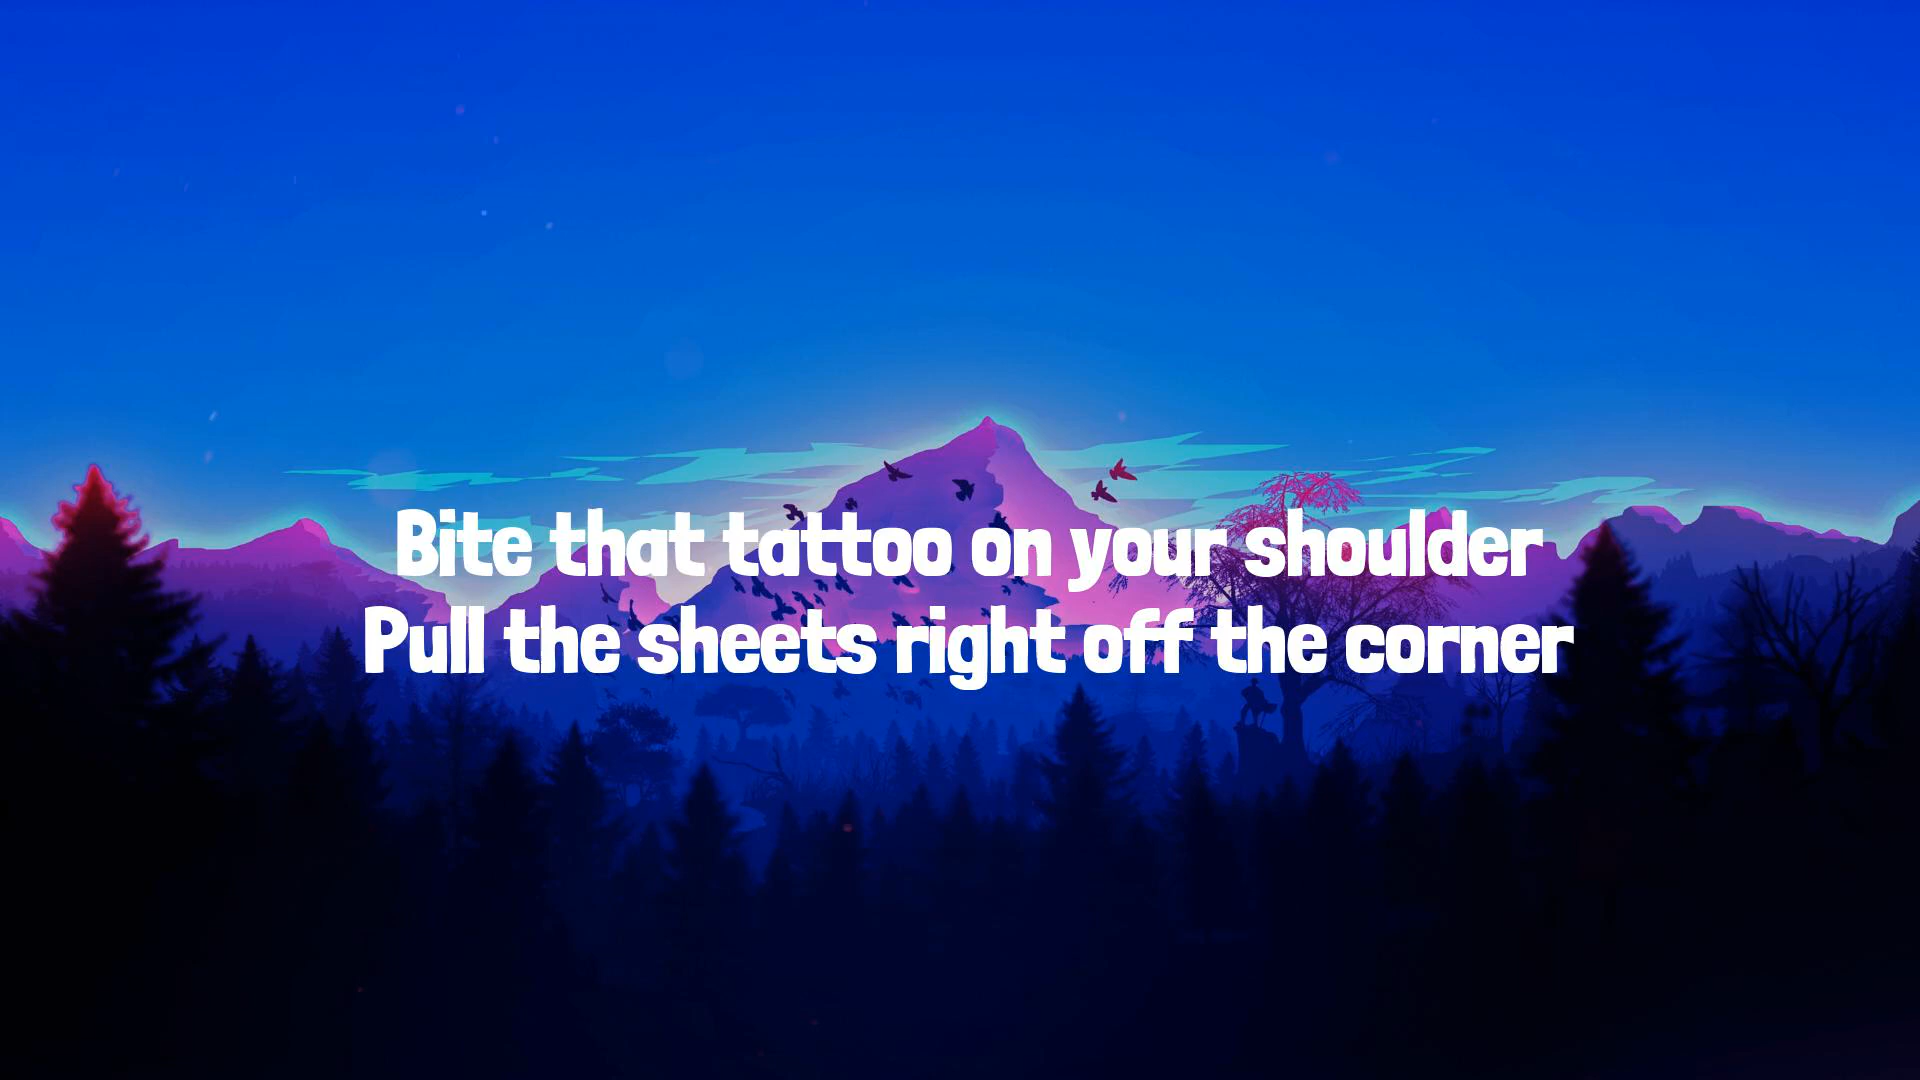 Bite that tattoo on your shoulder
Pull the sheets right off the corner